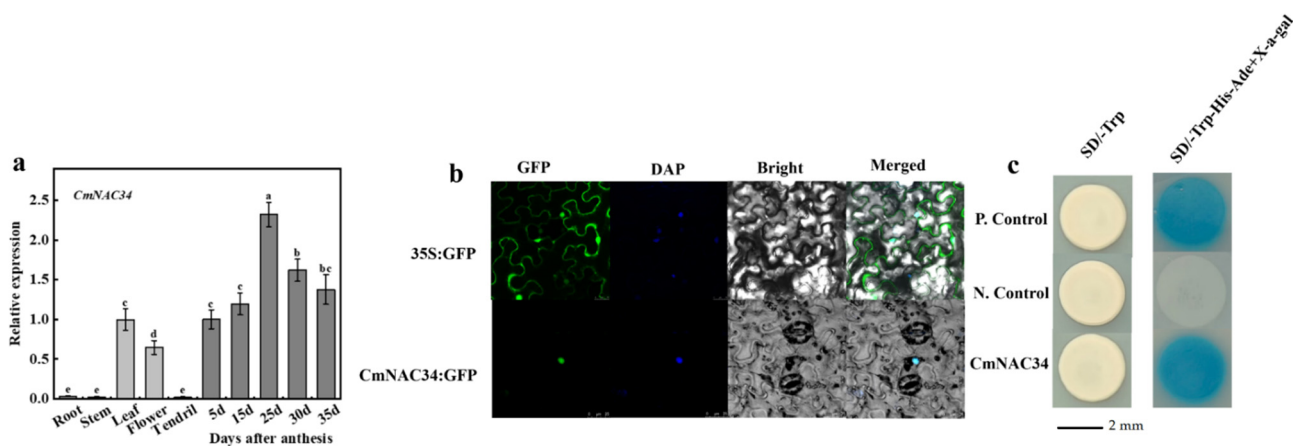 a
CmNAC34
Relative expression
2.5
2.0
1.5
1.0
0.5
0.0
e
e
c
d
e
c
c
a
b
bc
Root
Stem
Leaf
Flower
Tendril
5d
15d
25d
30d
35d
Days after anthesis
b
GFP
DAP
Bright
Merged
35S:GFP
CmNAC34:GFP
c
SD/-Trp
SD/-Trp-His-Ade+X-a-gal
P. Control
N. Control
CmNAC34
2 mm